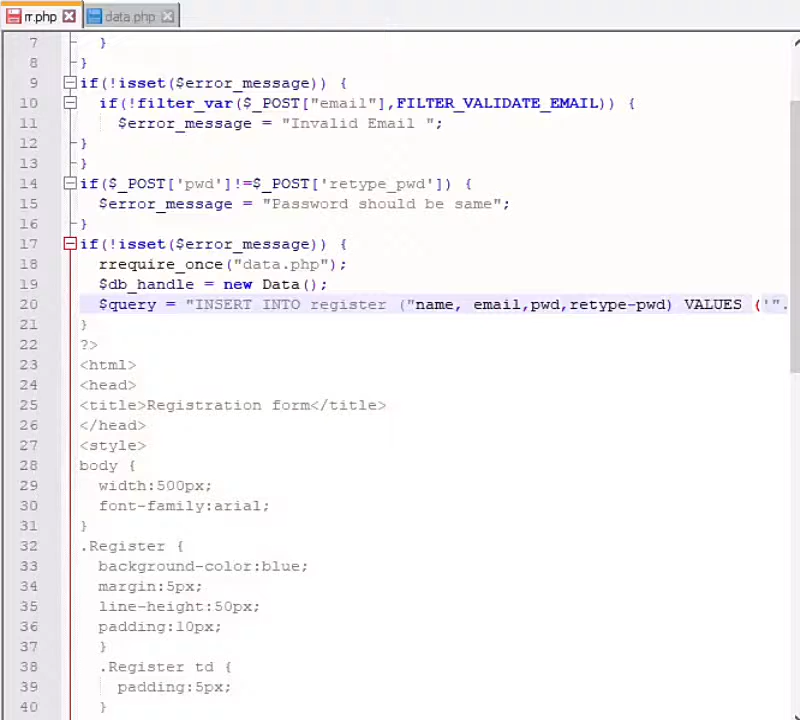 rr.php data.php
7 }
8 }
9 if(!isset($error_message)) {
10 if(!filter_var($_POST["email"],FILTER_VALIDATE_EMAIL)) {
11 $error_message = "Invalid Email ";
12 }
13 }
14 if($_POST['pwd']!=$_POST['retype_pwd']) {
15 $error_message = "Password should be same";
16 }
17 if(!isset($error_message)) {
18 rrequire_once("data.php");
19 $db_handle = new Data();
20 $query = "INSERT INTO register ("name, email,pwd,retype-pwd) VALUES ('".
21 }
22 ?>
23 <html>
24 <head>
25 <title>Registration form</title>
26 </head>
27 <style>
28 body {
29 width:500px;
30 font-family:arial;
31 }
32 .Register {
33 background-color:blue;
34 margin:5px;
35 line-height:50px;
36 padding:10px;
37 }
38 .Register td {
39 padding:5px;
40 }